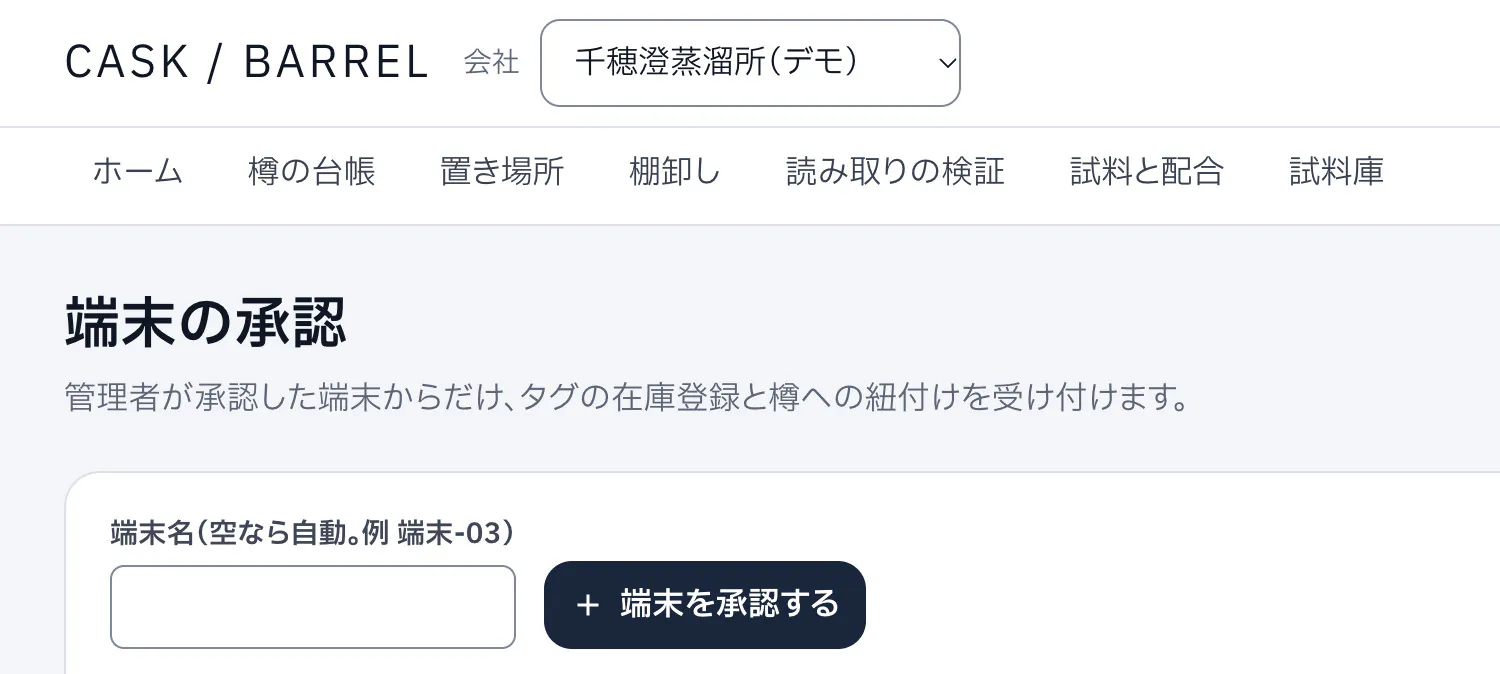 CASK / BARREL 会社 千穂澄蒸溜所(デモ)
ホーム 樽の台帳 置き場所 棚卸し 読み取りの検証 試料と配合 試料庫
端末の承認
管理者が承認した端末からだけ、タグの在庫登録と樽への紐付けを受け付けます。
端末名(空なら自動。例 端末-03)
+ 端末を承認する